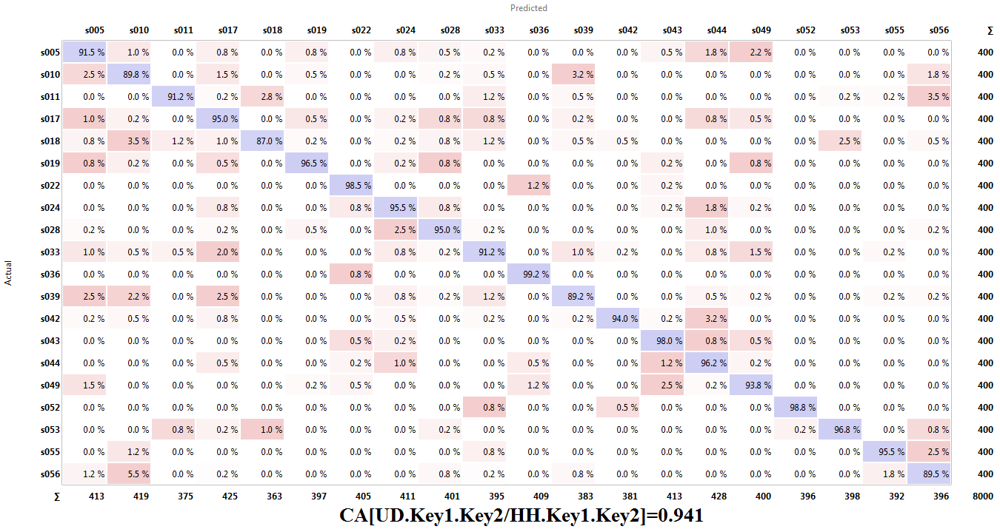 Predicted
s005 s010 s011 s017 s018 s019 s022 s024 s028 s033 s036 s039 s042 s043 s044 s049 s052 s053 s055 s056 Σ
s005 91.5 % 1.0 % 0.0 % 0.8 % 0.0 % 0.8 % 0.0 % 0.8 % 0.5 % 0.2 % 0.0 % 0.0 % 0.0 % 0.5 % 1.8 % 2.2 % 0.0 % 0.0 % 0.0 % 0.0 % 400
s010 2.5 % 89.8 % 0.0 % 1.5 % 0.0 % 0.5 % 0.0 % 0.0 % 0.2 % 0.5 % 0.0 % 3.2 % 0.0 % 0.0 % 0.0 % 0.0 % 0.0 % 0.0 % 0.0 % 1.8 % 400
s011 0.0 % 0.0 % 91.2 % 0.2 % 2.8 % 0.0 % 0.0 % 0.0 % 0.0 % 1.2 % 0.0 % 0.5 % 0.0 % 0.0 % 0.0 % 0.0 % 0.0 % 0.2 % 0.2 % 3.5 % 400
s017 1.0 % 0.2 % 0.0 % 95.0 % 0.0 % 0.5 % 0.0 % 0.2 % 0.8 % 0.8 % 0.0 % 0.2 % 0.0 % 0.0 % 0.8 % 0.5 % 0.0 % 0.0 % 0.0 % 0.0 % 400
s018 0.8 % 3.5 % 1.2 % 1.0 % 87.0 % 0.2 % 0.0 % 0.2 % 0.8 % 1.2 % 0.0 % 0.5 % 0.5 % 0.0 % 0.0 % 0.0 % 0.0 % 2.5 % 0.0 % 0.5 % 400
s019 0.8 % 0.2 % 0.0 % 0.5 % 0.0 % 96.5 % 0.0 % 0.2 % 0.8 % 0.0 % 0.0 % 0.0 % 0.0 % 0.2 % 0.0 % 0.8 % 0.0 % 0.0 % 0.0 % 0.0 % 400
s022 0.0 % 0.0 % 0.0 % 0.0 % 0.0 % 0.0 % 98.5 % 0.0 % 0.0 % 0.0 % 1.2 % 0.0 % 0.0 % 0.2 % 0.0 % 0.0 % 0.0 % 0.0 % 0.0 % 0.0 % 400
s024 0.0 % 0.0 % 0.0 % 0.8 % 0.0 % 0.0 % 0.8 % 95.5 % 0.8 % 0.0 % 0.0 % 0.0 % 0.0 % 0.2 % 1.8 % 0.2 % 0.0 % 0.0 % 0.0 % 0.0 % 400
s028 0.2 % 0.0 % 0.0 % 0.2 % 0.0 % 0.5 % 0.0 % 2.5 % 95.0 % 0.2 % 0.0 % 0.0 % 0.0 % 0.0 % 1.0 % 0.0 % 0.0 % 0.0 % 0.0 % 0.2 % 400
s033 1.0 % 0.5 % 0.5 % 2.0 % 0.0 % 0.0 % 0.0 % 0.8 % 0.2 % 91.2 % 0.0 % 1.0 % 0.2 % 0.0 % 0.8 % 1.5 % 0.0 % 0.0 % 0.2 % 0.0 % 400
s036 0.0 % 0.0 % 0.0 % 0.0 % 0.0 % 0.0 % 0.8 % 0.0 % 0.0 % 0.0 % 99.2 % 0.0 % 0.0 % 0.0 % 0.0 % 0.0 % 0.0 % 0.0 % 0.0 % 0.0 % 400
s039 2.5 % 2.2 % 0.0 % 2.5 % 0.0 % 0.0 % 0.0 % 0.8 % 0.2 % 1.2 % 0.0 % 89.2 % 0.0 % 0.0 % 0.5 % 0.2 % 0.0 % 0.0 % 0.2 % 0.2 % 400
s042 0.2 % 0.5 % 0.0 % 0.8 % 0.0 % 0.0 % 0.0 % 0.5 % 0.0 % 0.2 % 0.0 % 0.2 % 94.0 % 0.2 % 3.2 % 0.0 % 0.0 % 0.0 % 0.0 % 0.0 % 400
s043 0.0 % 0.0 % 0.0 % 0.0 % 0.0 % 0.0 % 0.5 % 0.2 % 0.0 % 0.0 % 0.0 % 0.0 % 0.0 % 98.0 % 0.8 % 0.5 % 0.0 % 0.0 % 0.0 % 0.0 % 400
s044 0.0 % 0.0 % 0.0 % 0.5 % 0.0 % 0.0 % 0.2 % 1.0 % 0.0 % 0.0 % 0.5 % 0.0 % 0.0 % 1.2 % 96.2 % 0.2 % 0.0 % 0.0 % 0.0 % 0.0 % 400
s049 1.5 % 0.0 % 0.0 % 0.0 % 0.0 % 0.2 % 0.5 % 0.0 % 0.0 % 0.0 % 1.2 % 0.0 % 0.0 % 2.5 % 0.2 % 93.8 % 0.0 % 0.0 % 0.0 % 0.0 % 400
s052 0.0 % 0.0 % 0.0 % 0.0 % 0.0 % 0.0 % 0.0 % 0.0 % 0.0 % 0.8 % 0.0 % 0.0 % 0.5 % 0.0 % 0.0 % 0.0 % 98.8 % 0.0 % 0.0 % 0.0 % 400
s053 0.0 % 0.0 % 0.8 % 0.2 % 1.0 % 0.0 % 0.0 % 0.0 % 0.2 % 0.0 % 0.0 % 0.0 % 0.0 % 0.0 % 0.0 % 0.0 % 0.2 % 96.8 % 0.0 % 0.8 % 400
s055 0.0 % 1.2 % 0.0 % 0.0 % 0.0 % 0.0 % 0.0 % 0.0 % 0.0 % 0.8 % 0.0 % 0.0 % 0.0 % 0.0 % 0.0 % 0.0 % 0.0 % 0.0 % 95.5 % 2.5 % 400
s056 1.2 % 5.5 % 0.0 % 0.2 % 0.0 % 0.0 % 0.0 % 0.0 % 0.8 % 0.2 % 0.0 % 0.8 % 0.0 % 0.0 % 0.0 % 0.0 % 0.0 % 0.0 % 1.8 % 89.5 % 400
Σ 413 419 375 425 363 397 405 411 401 395 409 383 381 413 428 400 396 398 392 396 8000
Actual
CA[UD.Key1.Key2/HH.Key1.Key2]=0.941